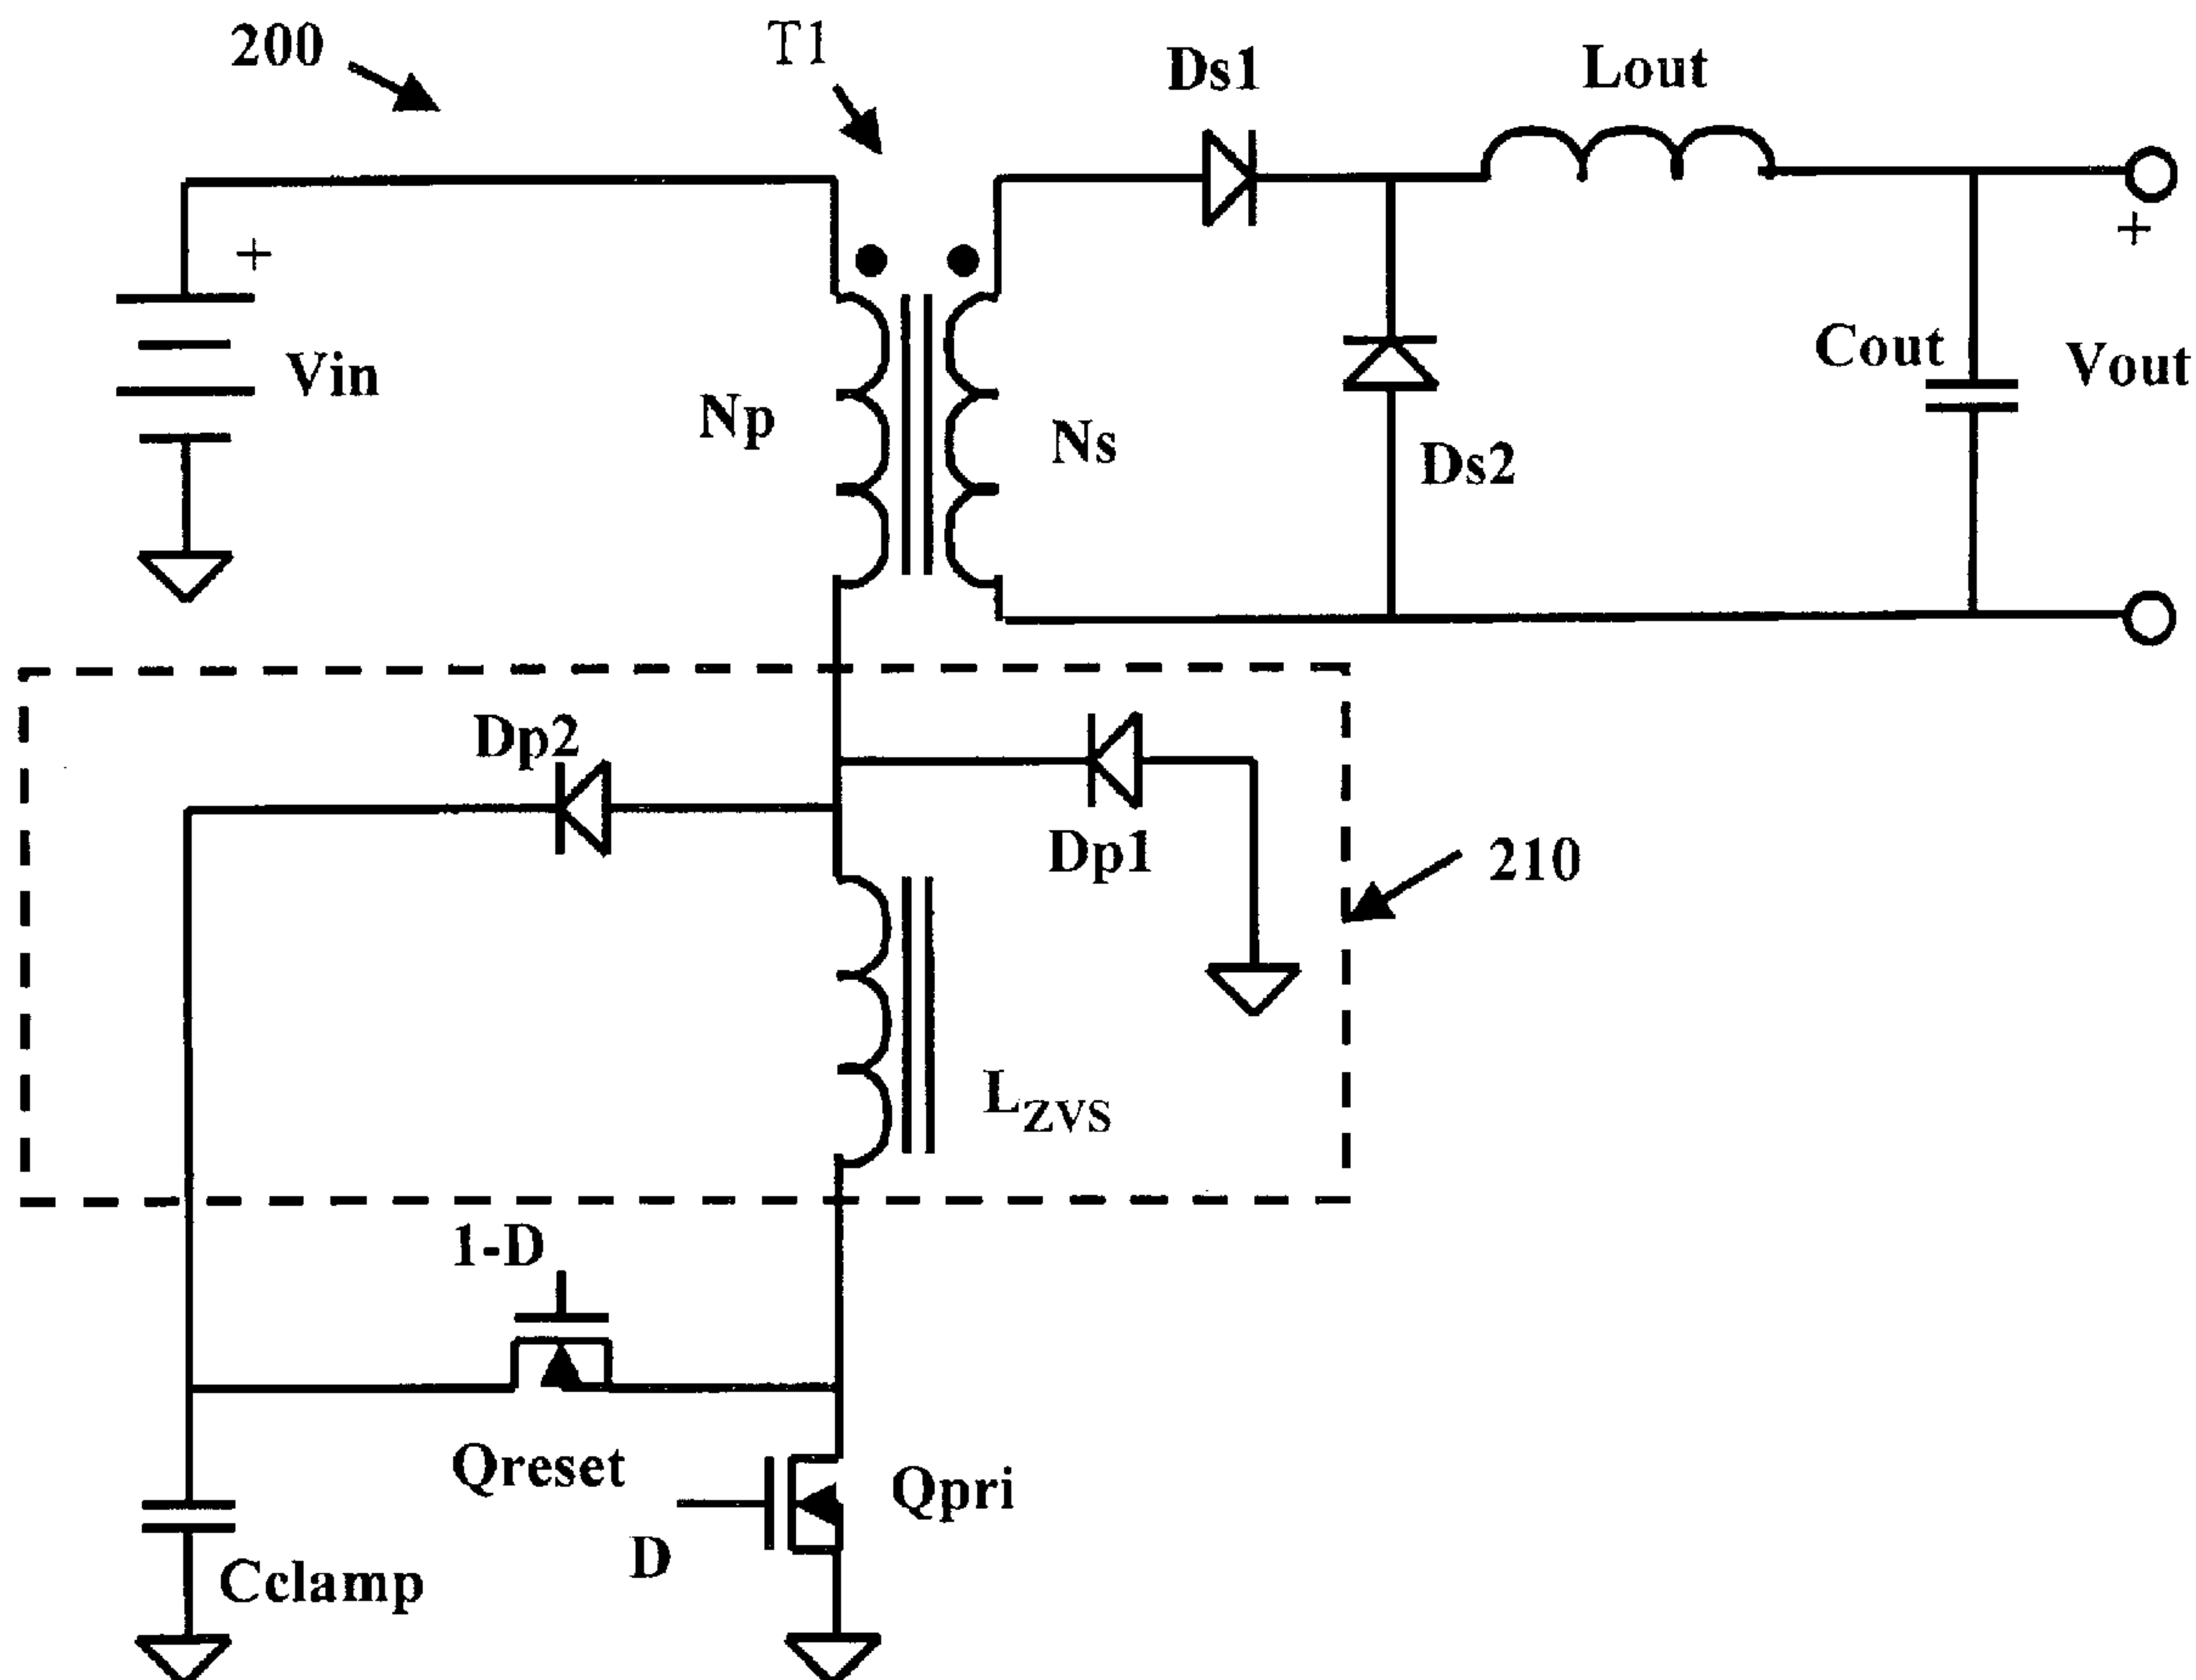 200
T1
Ds1
Lout
+
+
Vin
Np
Ns
Ds2
Cout
Vout
Dp2
Dp1
210
LZVS
1-D
Qreset
Qpri
D
Cclamp